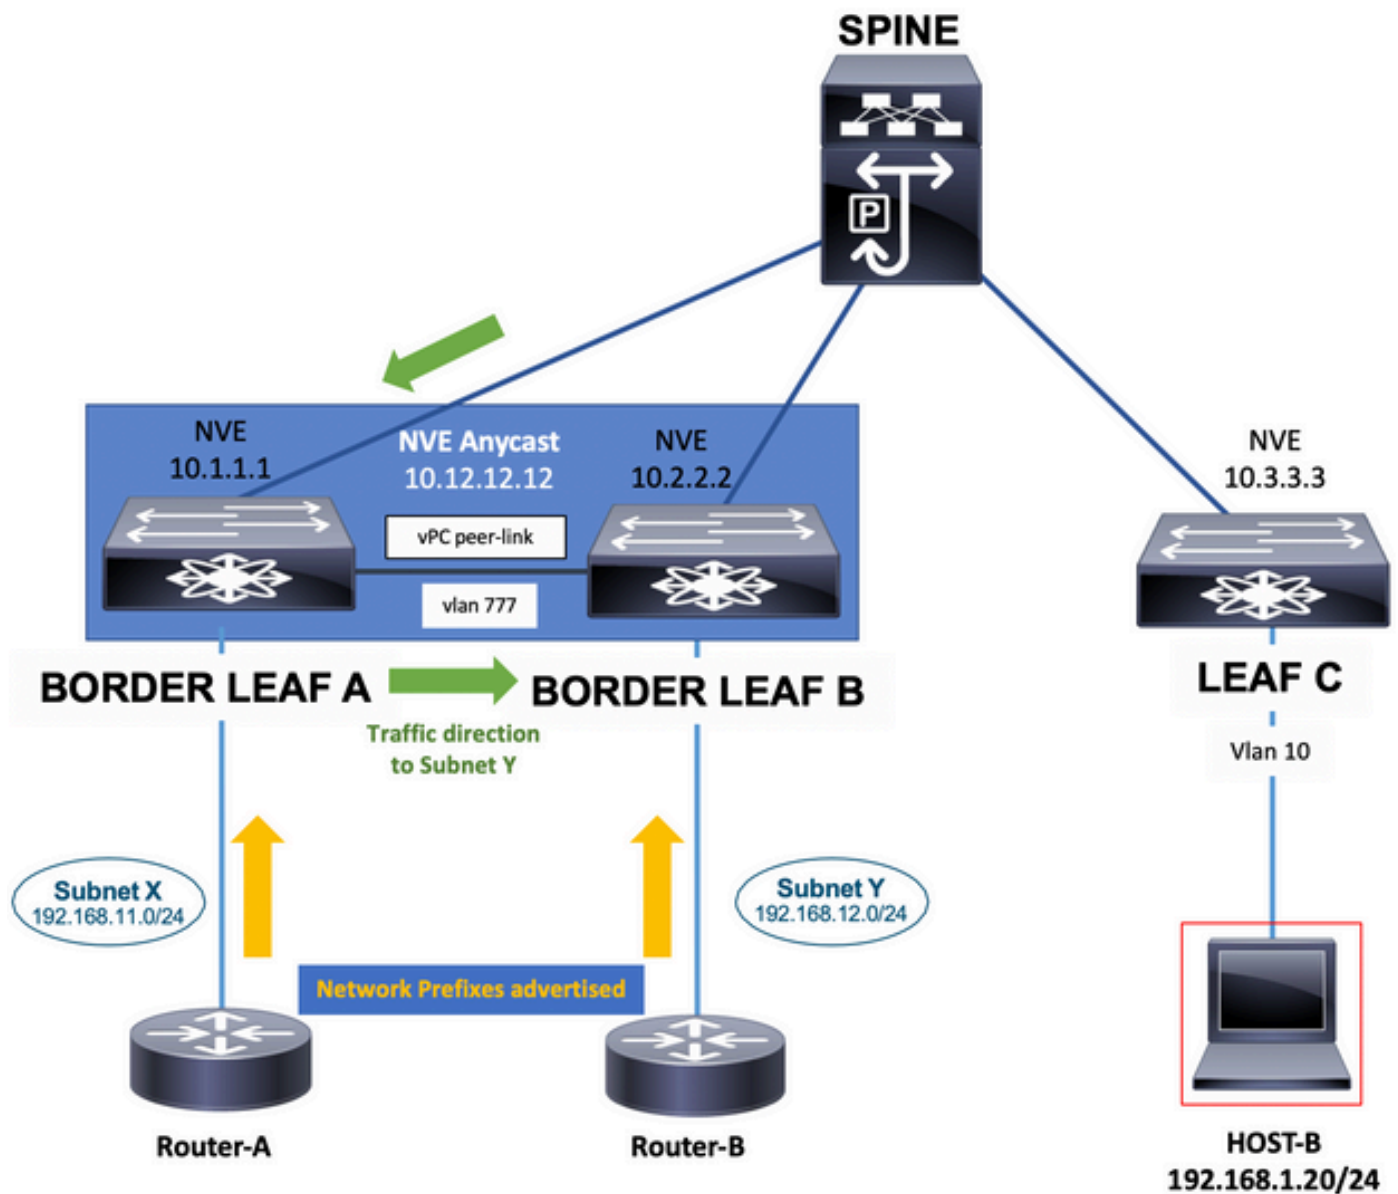 SPINE
P
NVE
10.1.1.1
NVE Anycast
10.12.12.12
NVE
10.2.2.2
NVE
10.3.3.3
vPC peer-link
vlan 777
BORDER LEAF A
BORDER LEAF B
LEAF C
Traffic direction
to Subnet Y
Vlan 10
Subnet X
192.168.11.0/24
Subnet Y
192.168.12.0/24
Network Prefixes advertised
Router-A
Router-B
HOST-B
192.168.1.20/24